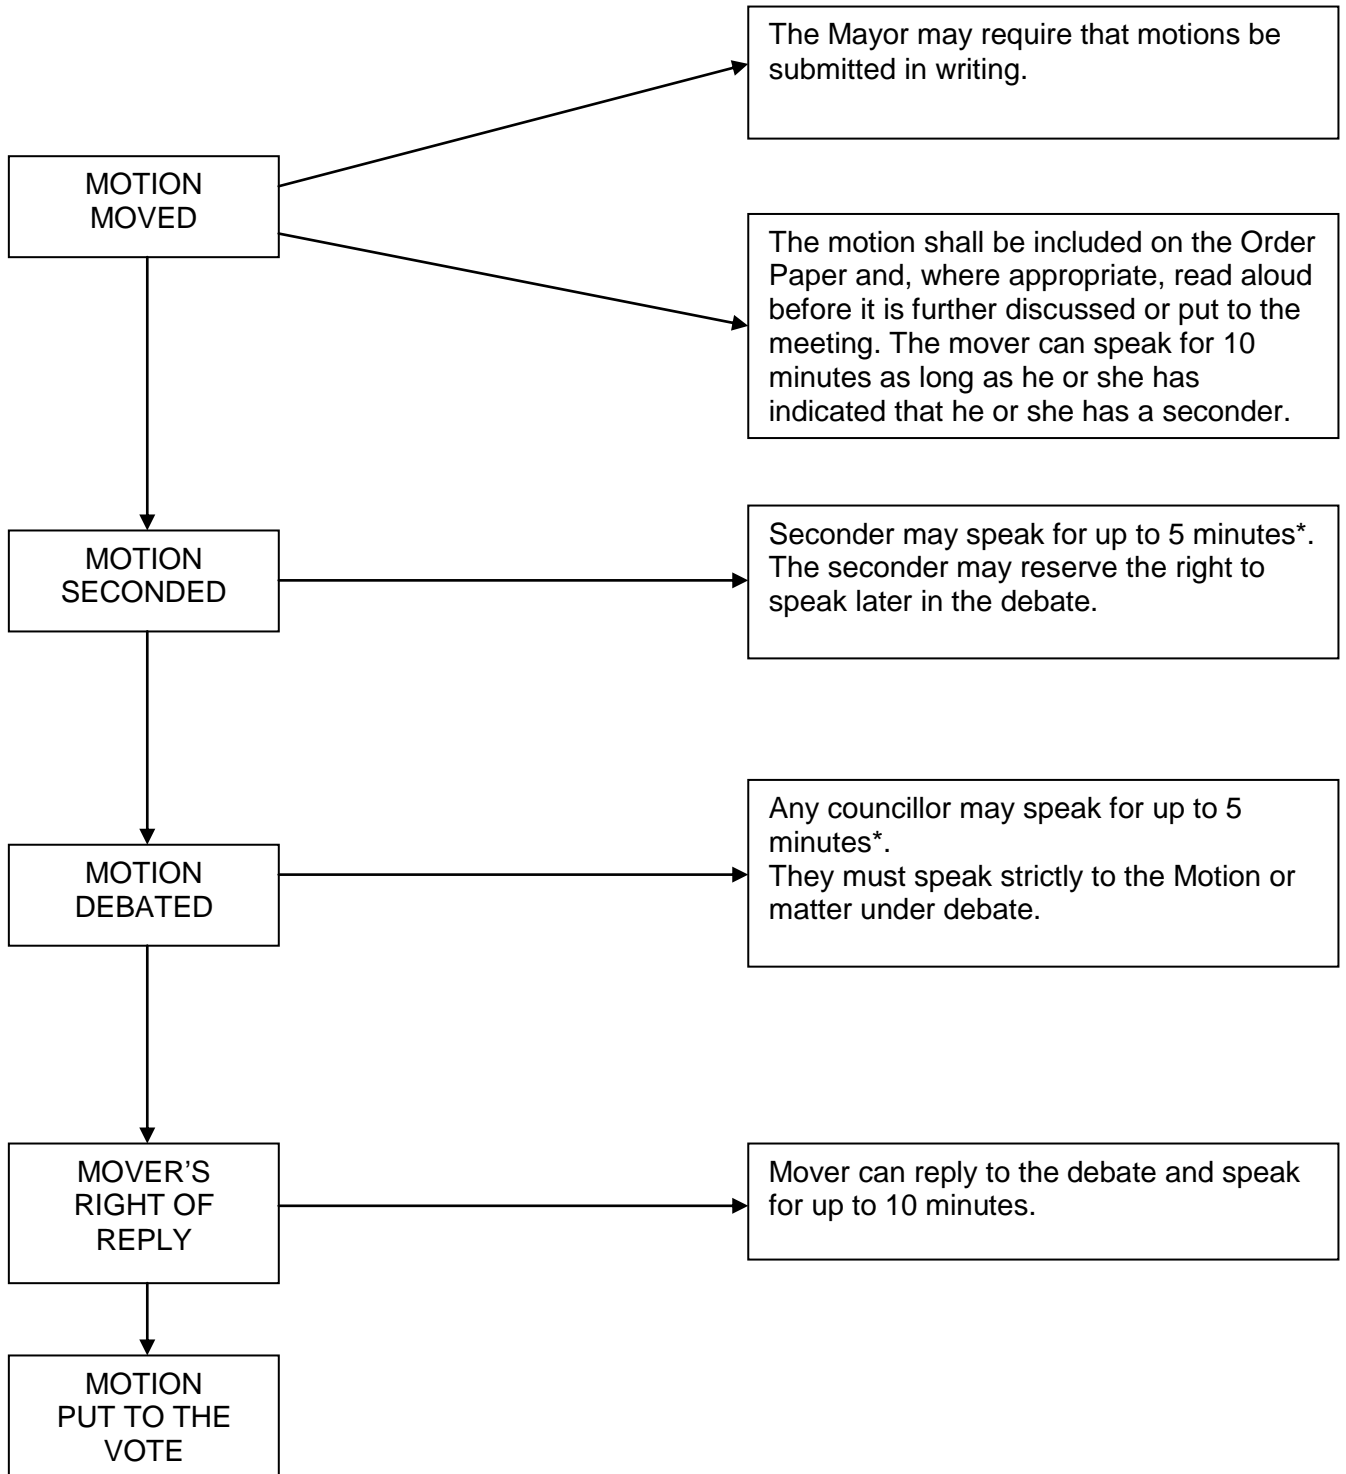 The Mayor may require that motions be
submitted in writing.
MOTION
MOVED
The motion shall be included on the Order
Paper and, where appropriate, read aloud
before it is further discussed or put to the
meeting. The mover can speak for 10
minutes as long as he or she has
indicated that he or she has a seconder.
MOTION
SECONDED
Seconder may speak for up to 5 minutes*.
The seconder may reserve the right to
speak later in the debate.
MOTION
DEBATED
Any councillor may speak for up to 5
minutes*.
They must speak strictly to the Motion or
matter under debate.
MOVER’S
RIGHT OF
REPLY
Mover can reply to the debate and speak
for up to 10 minutes.
MOTION
PUT TO THE
VOTE